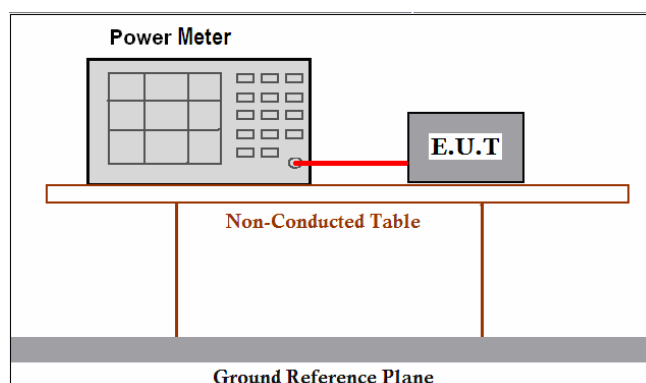 Power Meter
E.U.T
Non-Conducted Table
Ground Reference Plane